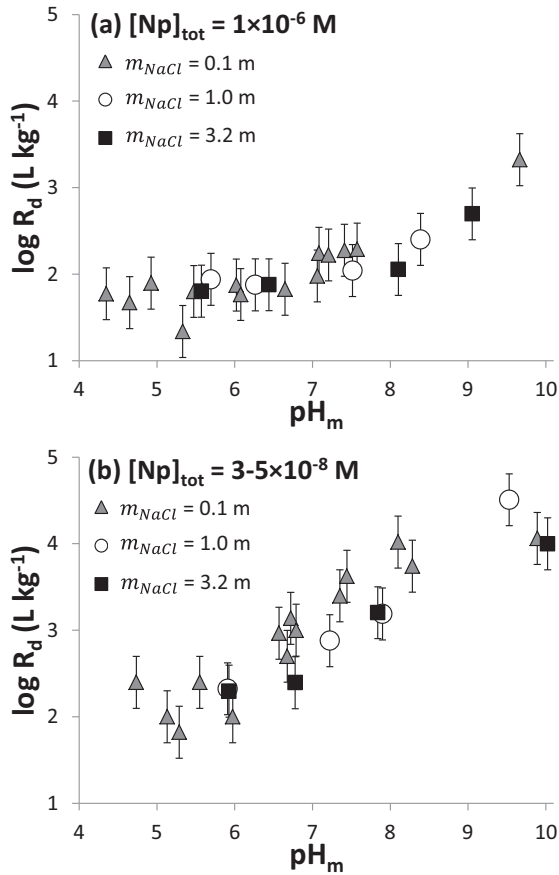 (a) [Np]tot = 1×10⁻⁶ M
mNaCl = 0.1 m
mNaCl = 1.0 m
mNaCl = 3.2 m
log Rd (L kg⁻¹)
5
4
3
2
1
4 5 6 7 8 9 10
pHm
(b) [Np]tot = 3-5×10⁻⁸ M
mNaCl = 0.1 m
mNaCl = 1.0 m
mNaCl = 3.2 m
log Rd (L kg⁻¹)
5
4
3
2
1
4 5 6 7 8 9 10
pHm